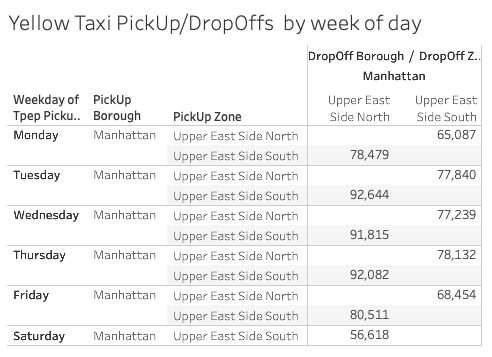 Yellow Taxi PickUp/DropOffs by week of day
DropOff Borough / DropOff Z..
Manhattan
Weekday of PickUp Upper East Upper East
Tpep Picku.. Borough PickUp Zone Side North Side South
Monday Manhattan Upper East Side North 65,087
Upper East Side South 78,479
Tuesday Manhattan Upper East Side North 77,840
Upper East Side South 92,644
Wednesday Manhattan Upper East Side North 77,239
Upper East Side South 91,815
Thursday Manhattan Upper East Side North 78,132
Upper East Side South 92,082
Friday Manhattan Upper East Side North 68,454
Upper East Side South 80,511
Saturday Manhattan Upper East Side South 56,618